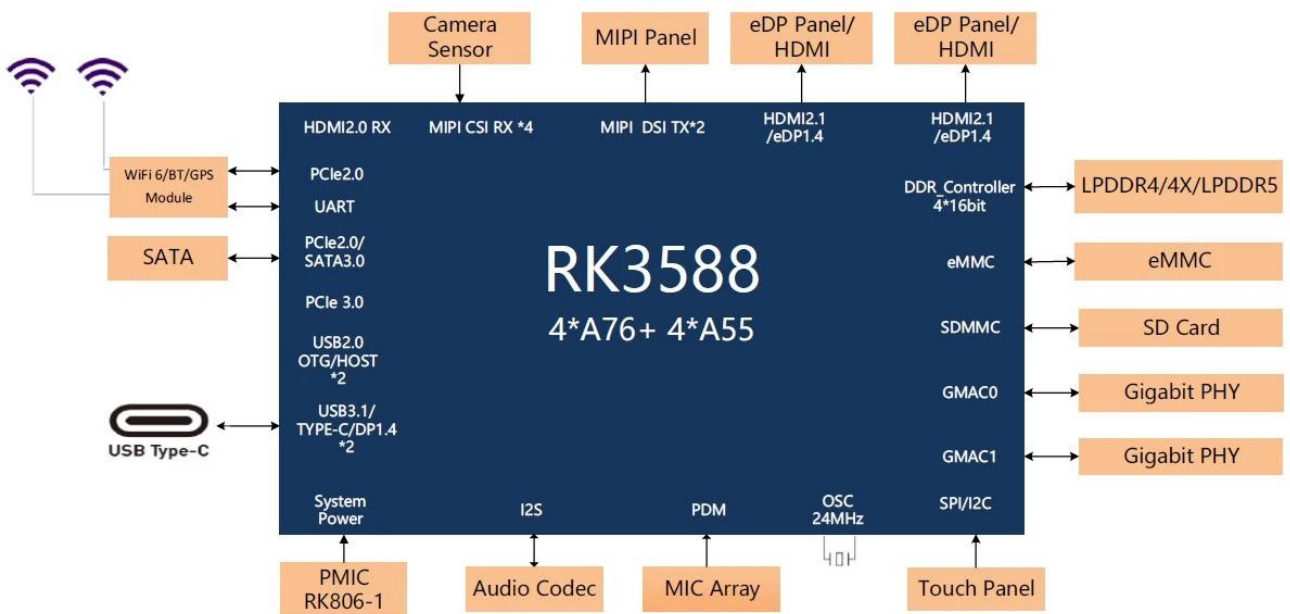 Camera
Sensor
MIPI Panel
eDP Panel/
HDMI
eDP Panel/
HDMI
HDMI2.0 RX
MIPI CSI RX *4
MIPI DSI TX*2
HDMI2.1
/eDP1.4
HDMI2.1
/eDP1.4
WiFi 6/BT/GPS
Module
PCIe2.0
UART
DDR_Controller
4*16bit
LPDDR4/4X/LPDDR5
SATA
PCIe2.0/
SATA3.0
RK3588
4*A76+ 4*A55
eMMC
eMMC
PCIe 3.0
SDMMC
SD Card
USB2.0
OTG/HOST
*2
GMAC0
Gigabit PHY
USB Type-C
USB3.1/
TYPE-C/DP1.4
*2
GMAC1
Gigabit PHY
System
Power
I2S
PDM
OSC
24MHz
SPI/I2C
PMIC
RK806-1
Audio Codec
MIC Array
Touch Panel